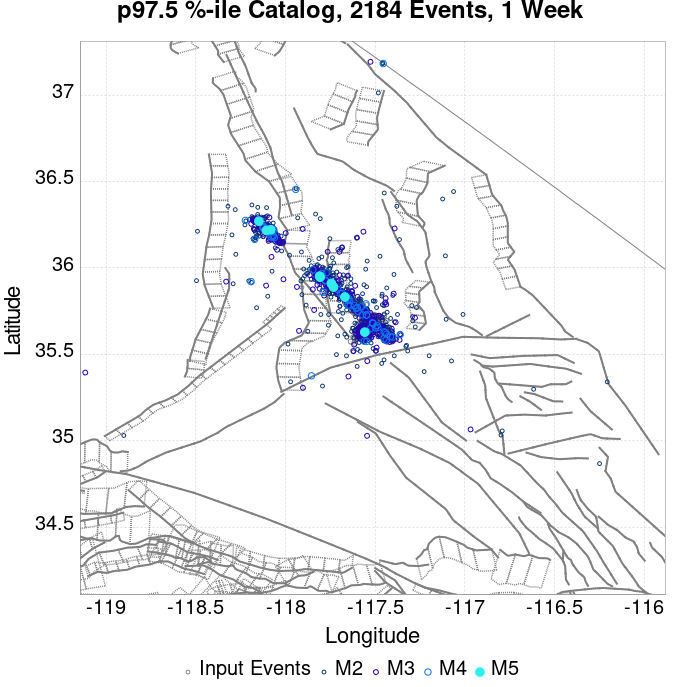 p97.5 %-ile Catalog, 2184 Events, 1 Week
37
36.5
36
35.5
35
34.5
Latitude
-119 -118.5 -118 -117.5 -117 -116.5 -116
Longitude
Input Events M2 M3 M4 M5